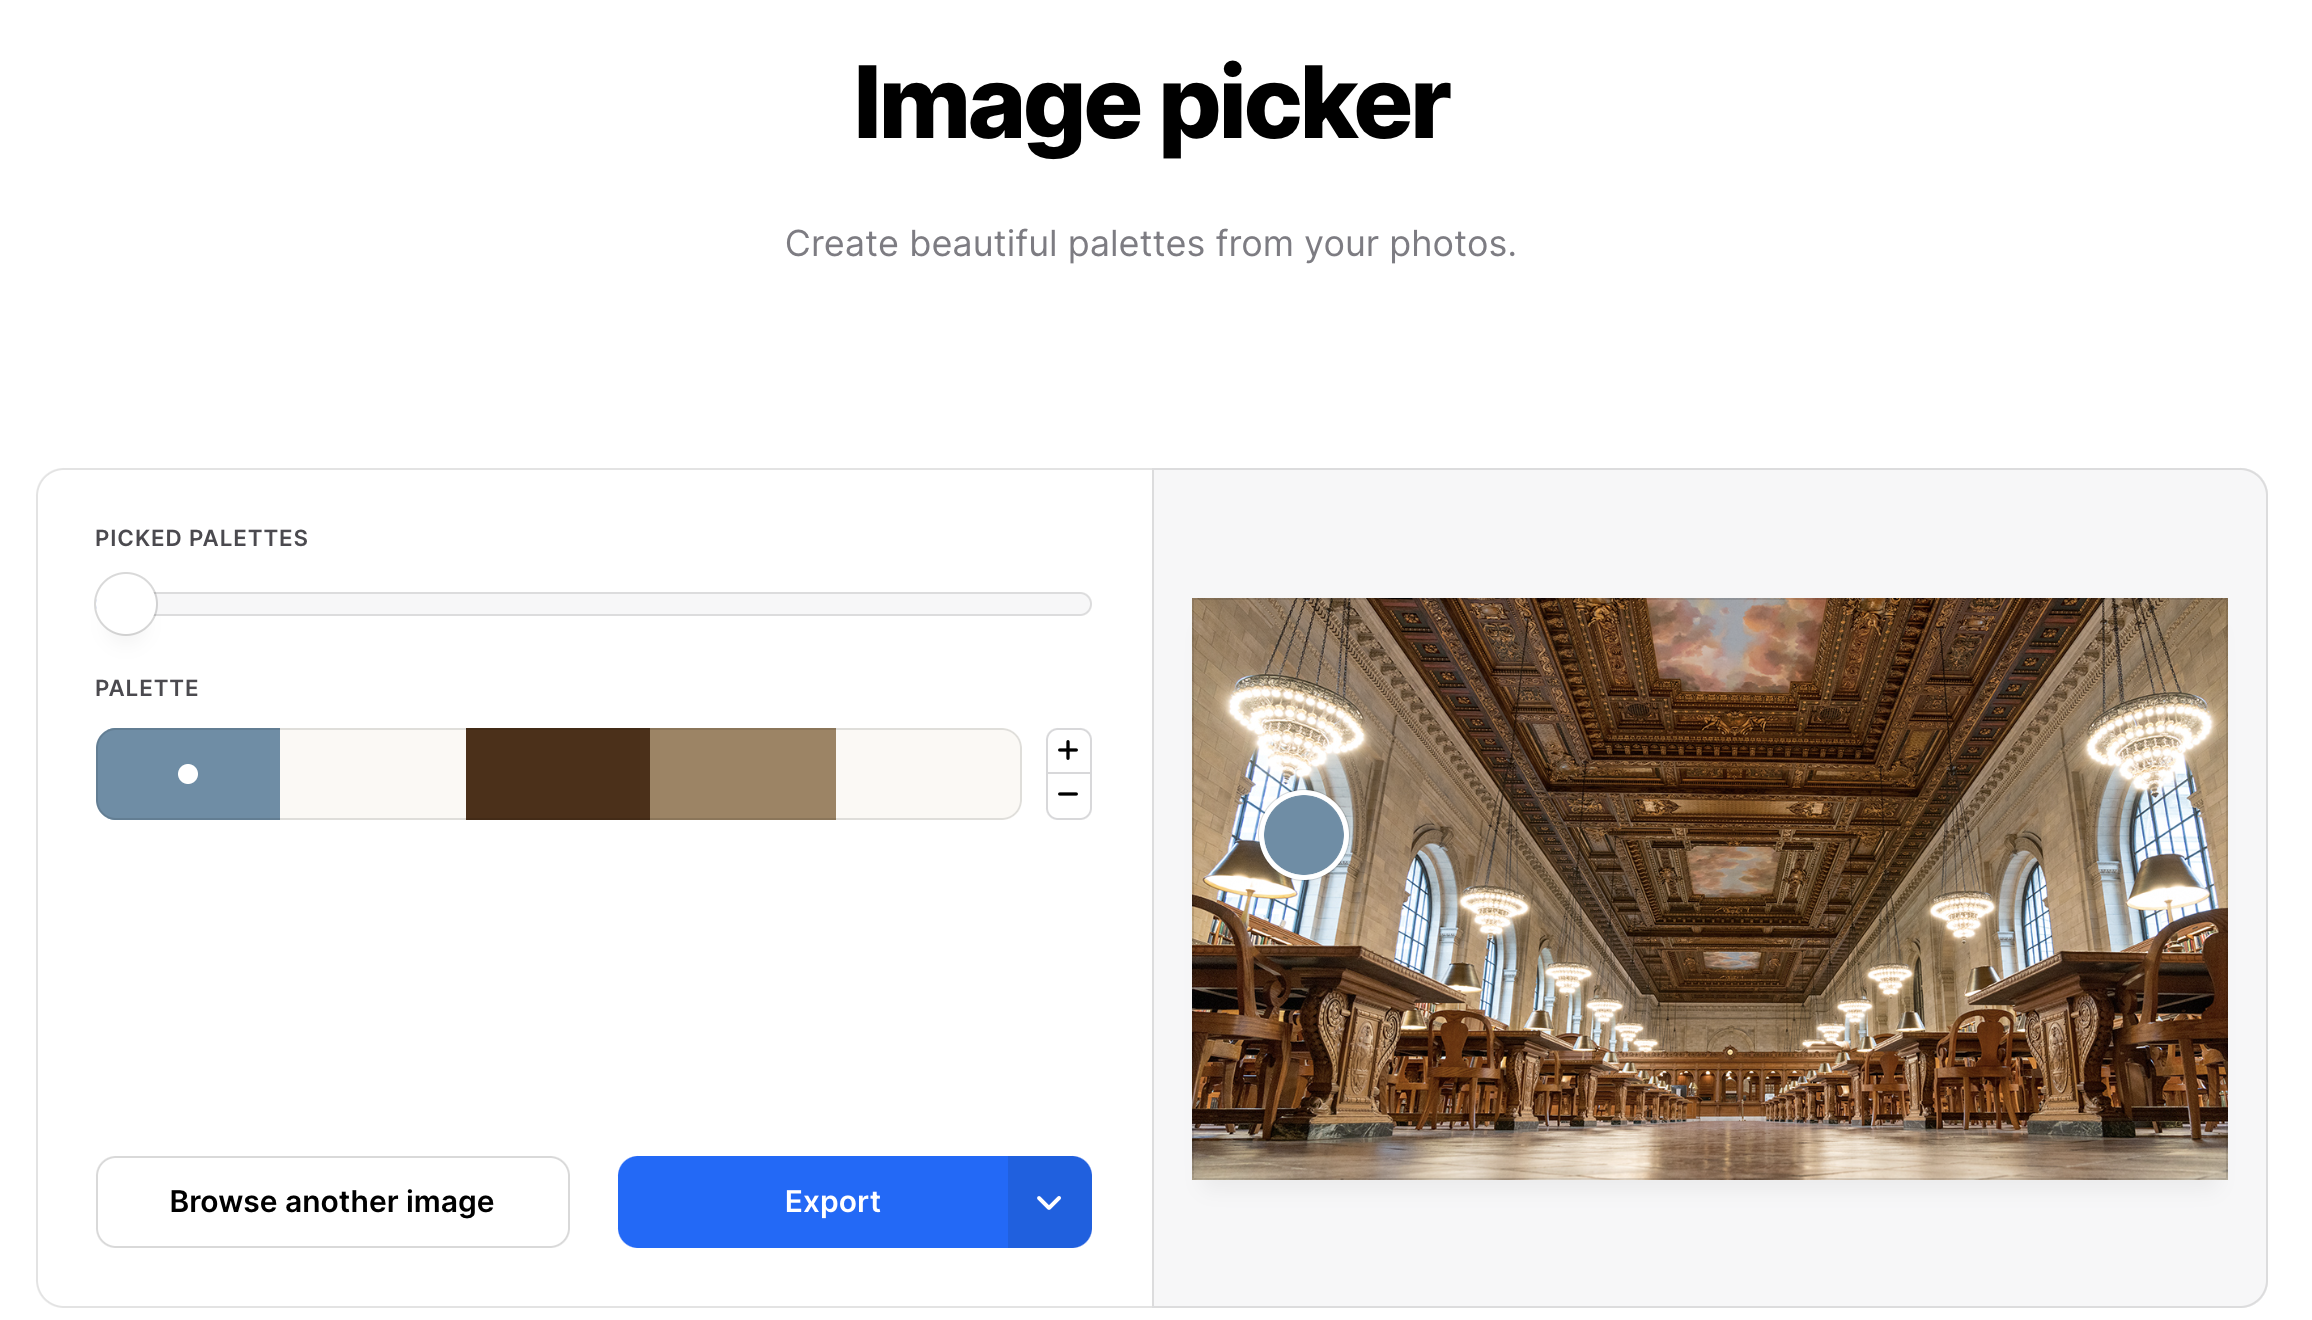 Image picker
Create beautiful palettes from your photos.
PICKED PALETTES
PALETTE
Browse another image
Export